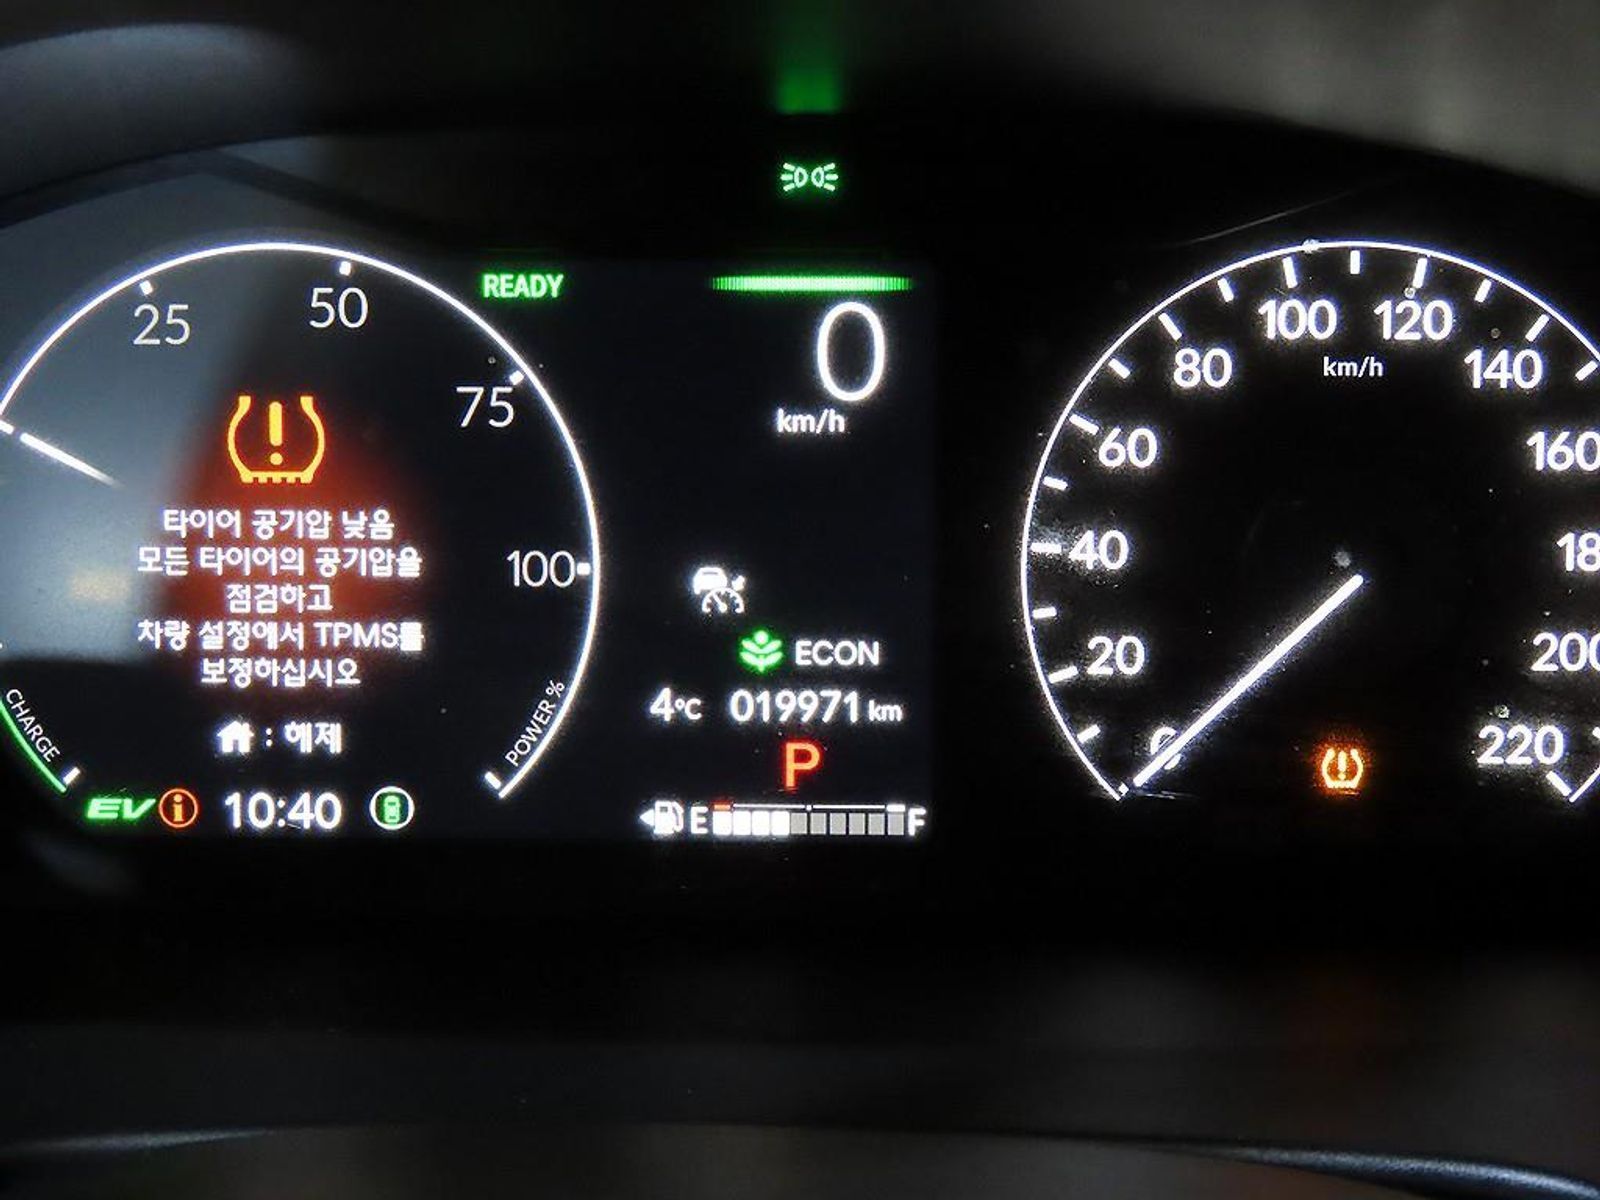 READY
25
50
75
100
타이어 공기압 낮음
모든 타이어의 공기압을
점검하고
차량 설정에서 TPMS를
보정하십시오
: 해제
CHARGE
POWER %
EV
10:40
0
km/h
ECON
4°C 019971 km
P
E F
0
20
40
60
80
100
120
140
160
200
220
km/h